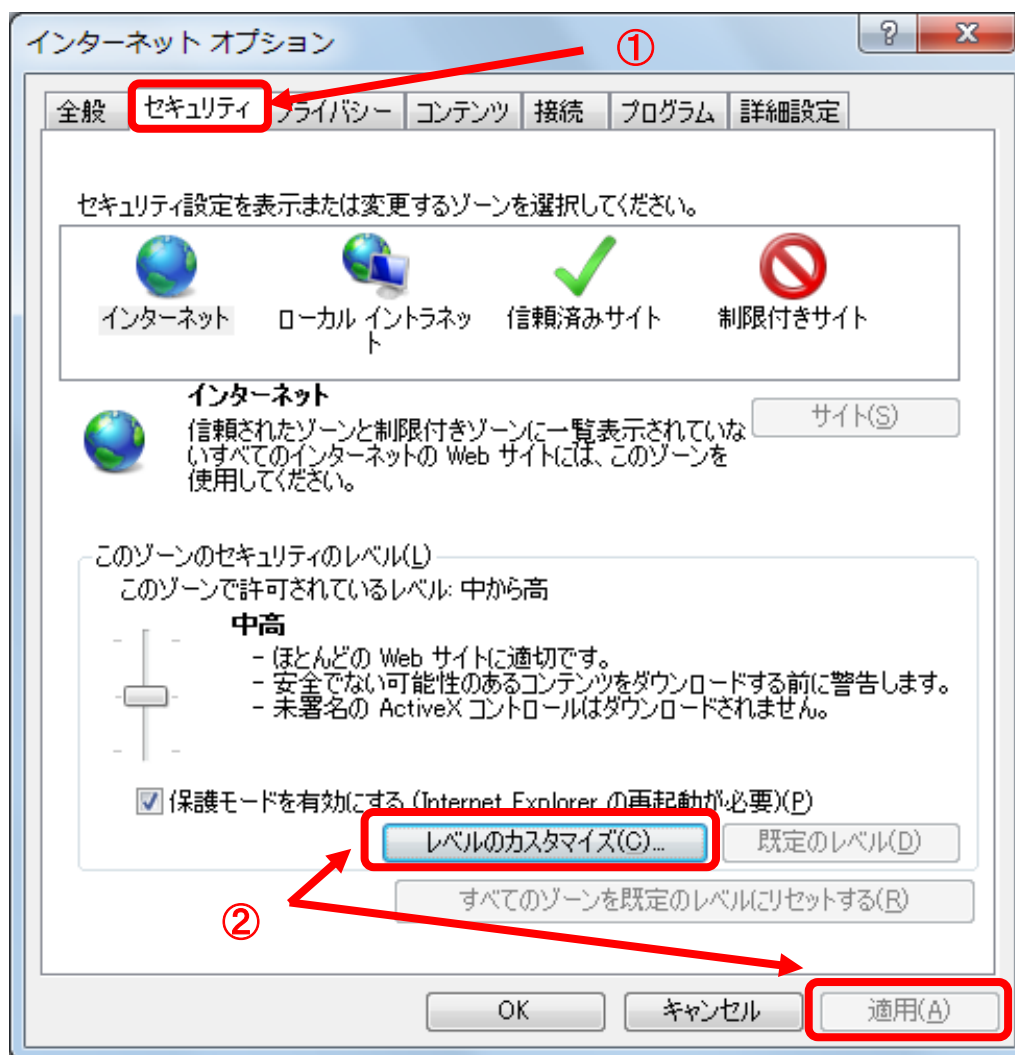 インターネット オプション
①
全般 セキュリティ プライバシー コンテンツ 接続 プログラム 詳細設定
セキュリティ設定を表示または変更するゾーンを選択してください。
インターネット
ローカル イントラネッ
ト
信頼済みサイト
制限付きサイト
インターネット
サイト(S)
信頼されたゾーンと制限付きゾーンに一覧表示されていな
いすべてのインターネットの Web サイトには、このゾーンを
使用してください。
このゾーンのセキュリティのレベル(L)
このゾーンで許可されているレベル: 中から高
中高
- ほとんどの Web サイトに適切です。
- 安全でない可能性のあるコンテンツをダウンロードする前に警告します。
- 未署名の ActiveX コントロールはダウンロードされません。
保護モードを有効にする (Internet Explorer の再起動が必要)(P)
レベルのカスタマイズ(C)... 既定のレベル(D)
すべてのゾーンを既定のレベルにリセットする(R)
②
OK キャンセル 適用(A)